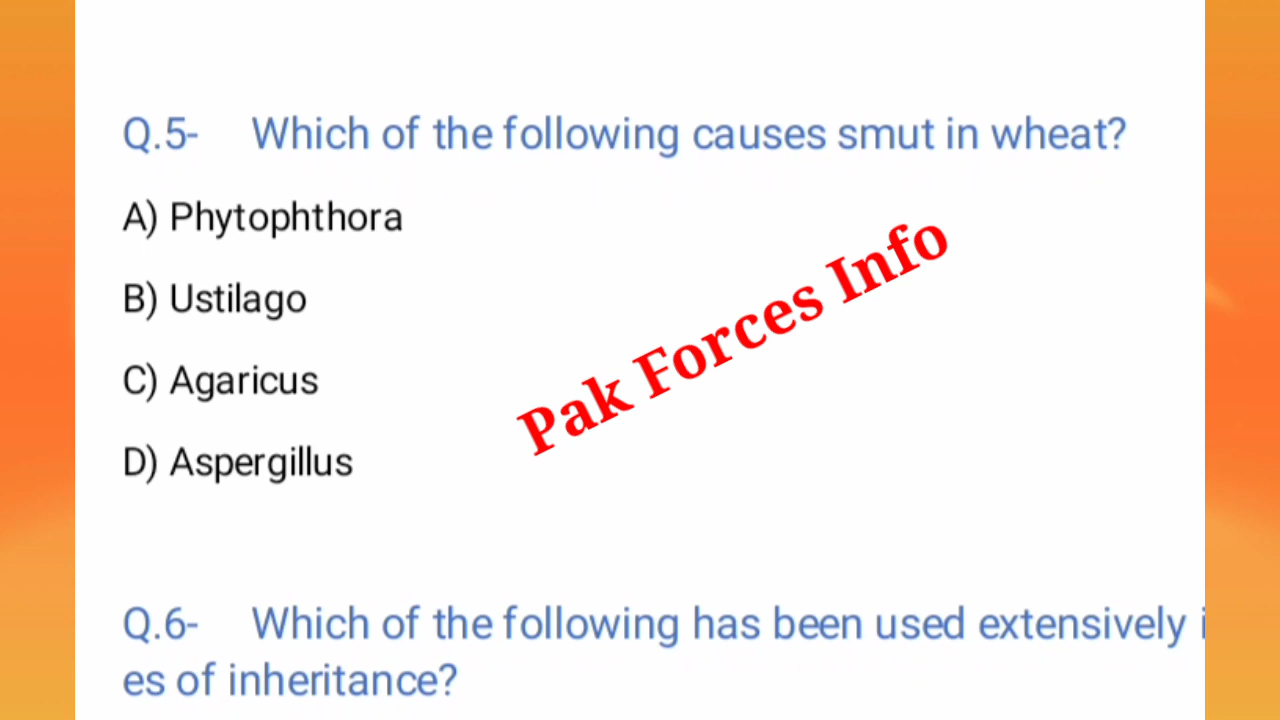 Q.5- Which of the following causes smut in wheat?
A) Phytophthora
B) Ustilago
C) Agaricus
D) Aspergillus
Pak Forces Info
Q.6- Which of the following has been used extensively i
es of inheritance?